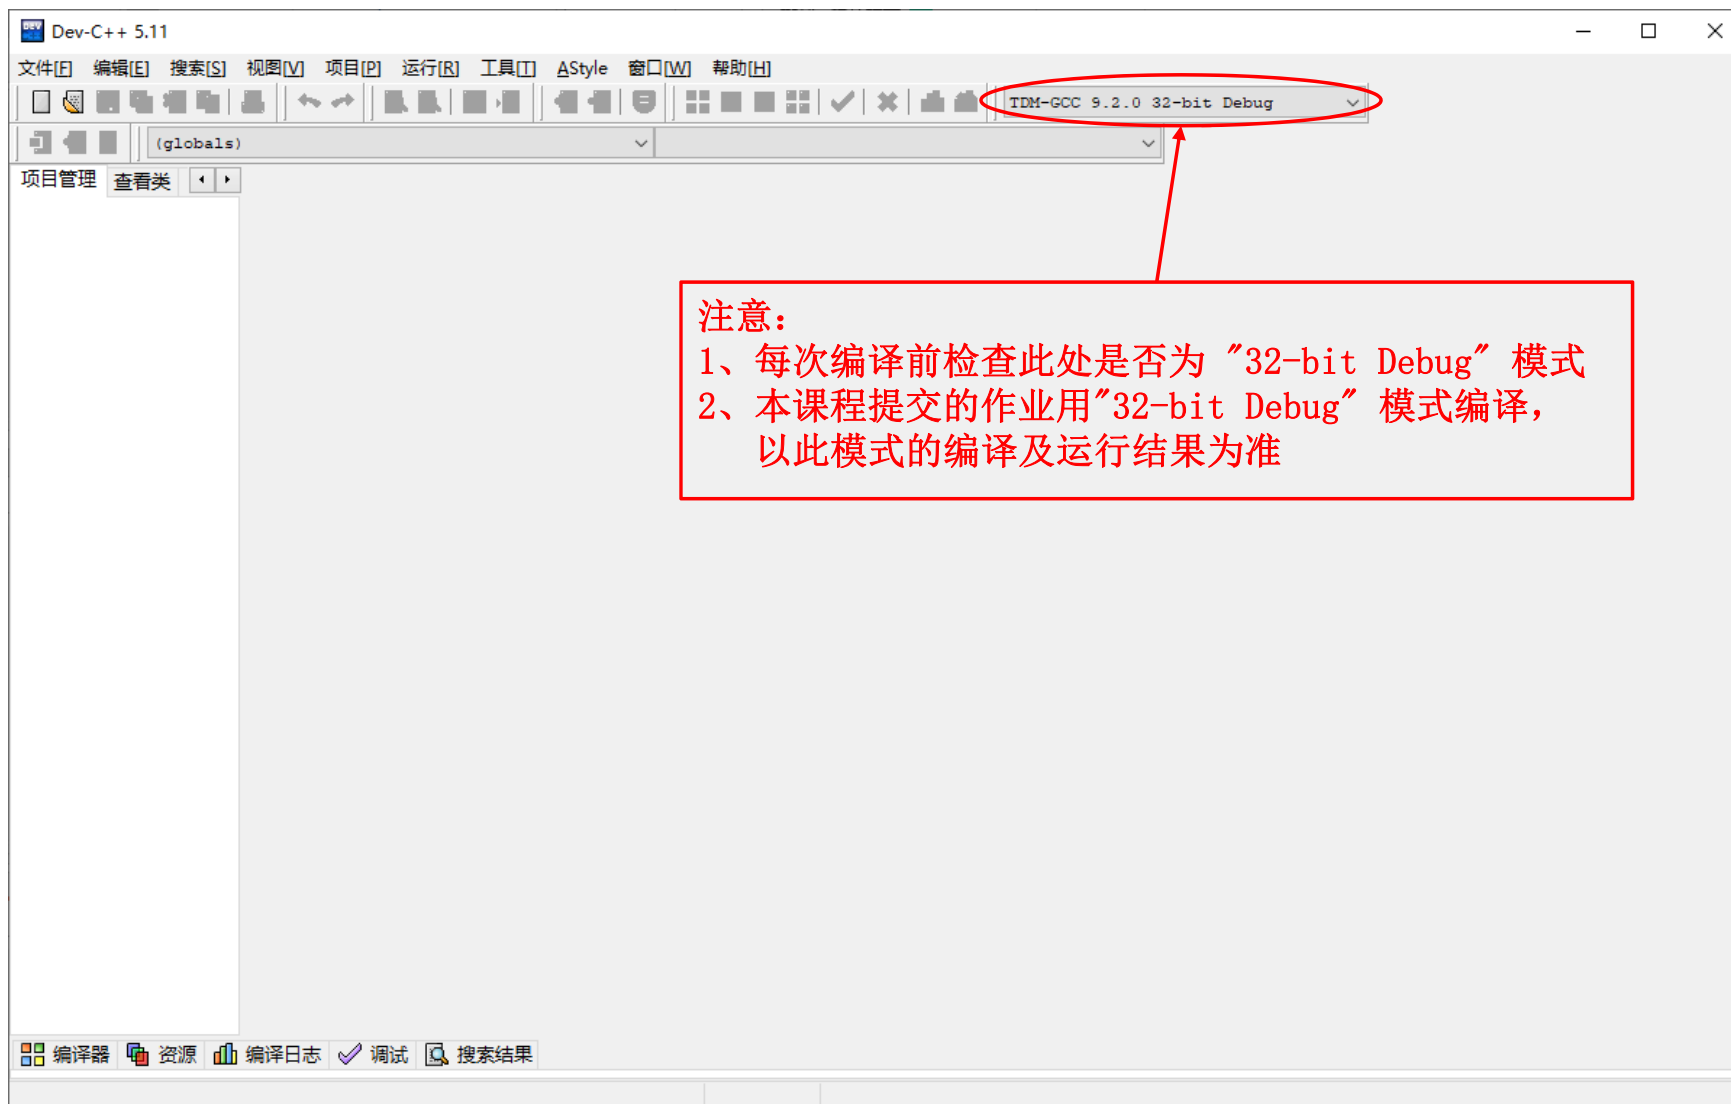 Dev-C++ 5.11
文件[F] 编辑[E] 搜索[S] 视图[V] 项目[P] 运行[R] 工具[T] AStyle 窗口[W] 帮助[H]
TDM-GCC 9.2.0 32-bit Debug
(globals)
项目管理 查看类
注意：
1、每次编译前检查此处是否为 "32-bit Debug" 模式
2、本课程提交的作业用"32-bit Debug" 模式编译，
以此模式的编译及运行结果为准
编译器 资源 编译日志 调试 搜索结果